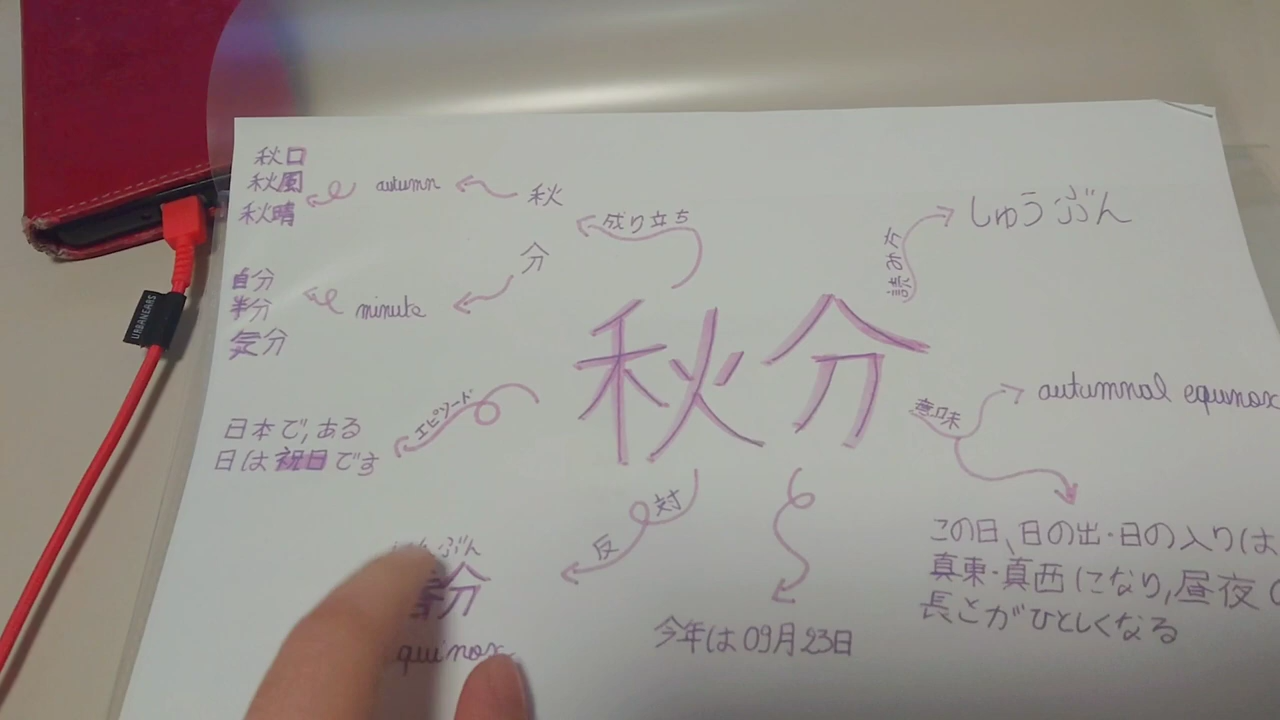 秋口
秋風
秋晴
autumn
秋
成り立ち
自分
半分
気分
minute
分
読み方
しゅうぶん
秋分
意味
autumnal equinox
この日、日の出・日の入りは
真東・真西になり,昼夜
長さがひとしくなる
エピソード
日本で,ある
日は祝日です
反対
ぶん
分
quinox
今年は09月23日
URBANEARS